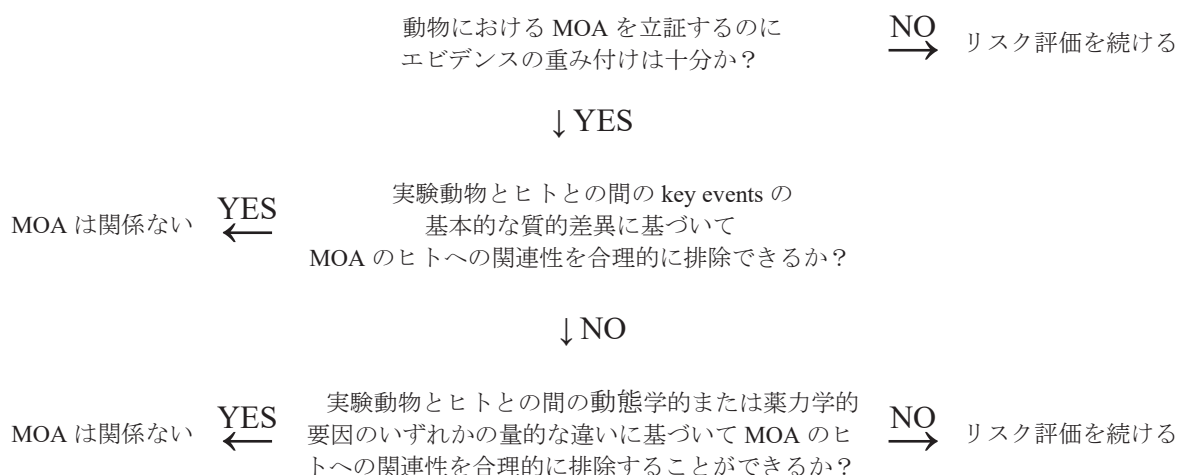 動物における MOA を立証するのに
エビデンスの重み付けは十分か？
NO
→
リスク評価を続ける
↓ YES
MOA は関係ない
YES
←
実験動物とヒトとの間の key events の
基本的な質的差異に基づいて
MOA のヒトへの関連性を合理的に排除できるか？
↓ NO
MOA は関係ない
YES
←
実験動物とヒトとの間の動態学的または薬力学的
要因のいずれかの量的な違いに基づいて MOA のヒ
トへの関連性を合理的に排除することができるか？
NO
→
リスク評価を続ける